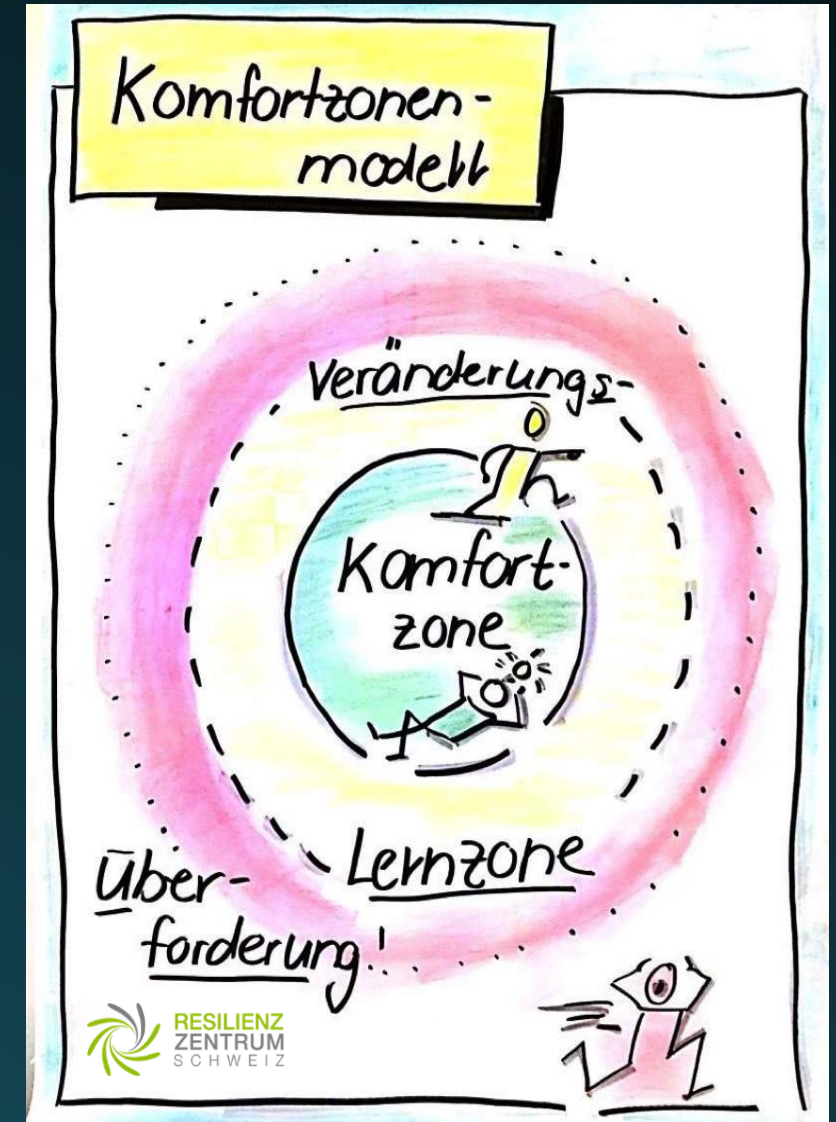 Komfortzonen-
modell
Veränderungs-
Komfort-
zone
Lernzone
Über-
forderung!
RESILIENZ
ZENTRUM
SCHWEIZ